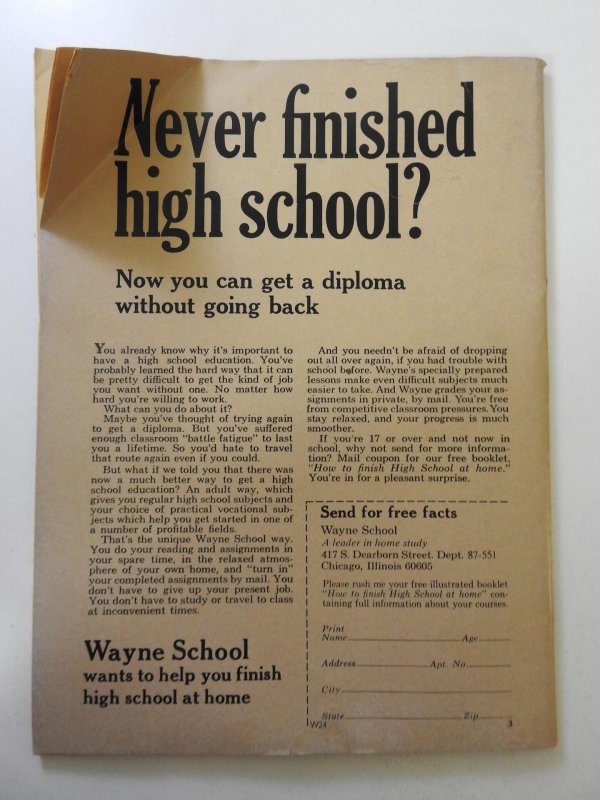 Never finished
high school?
Now you can get a diploma
without going back
You already know why it's important to
have a high school education. You've
probably learned the hard way that it can
be pretty difficult to get the kind of job
you want without one. No matter how
hard you're willing to work.
What can you do about it?
Maybe you've thought of trying again
to get a diploma. But you've suffered
enough classroom "battle fatigue" to last
you a lifetime. So you'd hate to travel
that route again even if you could.
But what if we told you that there was
now a much better way to get a high
school education? An adult way, which
gives you regular high school subjects and
your choice of practical vocational sub-
jects which help you get started in one of
a number of profitable fields.
That's the unique Wayne School way.
You do your reading and assignments in
your spare time, in the relaxed atmos-
phere of your own home, and "turn in"
your completed assignments by mail. You
don't have to give up your present job.
You don't have to study or travel to class
at inconvenient times.
Wayne School
wants to help you finish
high school at home
And you needn't be afraid of dropping
out all over again, if you had trouble with
school before. Wayne's specially prepared
lessons make even difficult subjects much
easier to take. And Wayne grades your as-
signments in private, by mail. You're free
from competitive classroom pressures. You
stay relaxed, and your progress is much
smoother.
If you're 17 or over and not now in
school, why not send for more informa-
tion? Mail coupon for our free booklet,
"How to finish High School at home."
You're in for a pleasant surprise.
Send for free facts
Wayne School
A leader in home study
417 S. Dearborn Street. Dept. 87-551
Chicago, Illinois 60605
Please rush me your free illustrated booklet
"How to finish High School at home" con-
taining full information about your courses.
Print
Name Age
Address Apt. No.
City
State Zip
W24 3